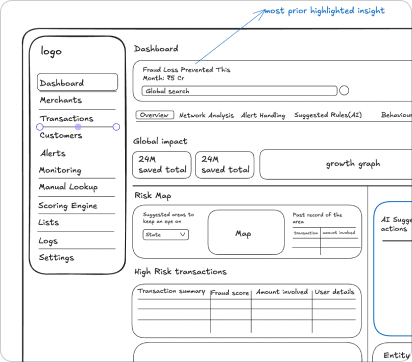 most prior highlighted insight
logo
Dashboard
Merchants
Transactions
Customers
Alerts
Monitoring
Manual Lookup
Scoring Engine
Lists
Logs
Settings
Dashboard
Fraud Loss Prevented This
Month: ₹5 Cr
Global search
Overview Network Analysis Alert Handling Suggested Rules(AI) Behaviou
Global impact
24M
saved total
24M
saved total
growth graph
Risk Map
Suggested areas to
keep an eye on
State
Map
Past record of the
area
transaction amount involved
AI Sugge
actions
High Risk transactions
Transaction summary Fraud score Amount involved User details
Entity